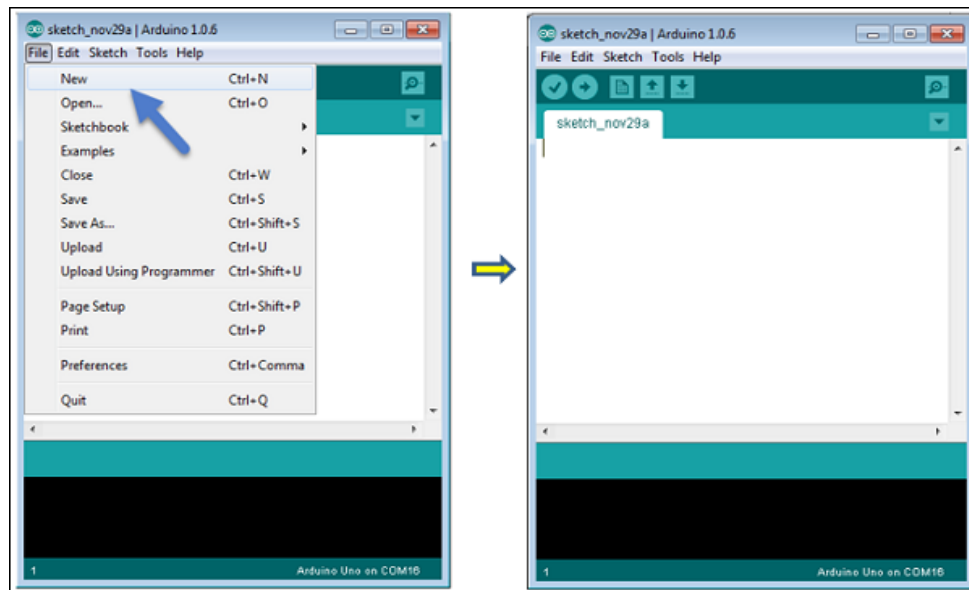 sketch_nov29a | Arduino 1.0.6
File Edit Sketch Tools Help
New Ctrl+N
Open... Ctrl+O
Sketchbook
Examples
Close Ctrl+W
Save Ctrl+S
Save As... Ctrl+Shift+S
Upload Ctrl+U
Upload Using Programmer Ctrl+Shift+U
Page Setup Ctrl+Shift+P
Print Ctrl+P
Preferences Ctrl+Comma
Quit Ctrl+Q
1 Arduino Uno on COM16
sketch_nov29a | Arduino 1.0.6
File Edit Sketch Tools Help
sketch_nov29a
1 Arduino Uno on COM16